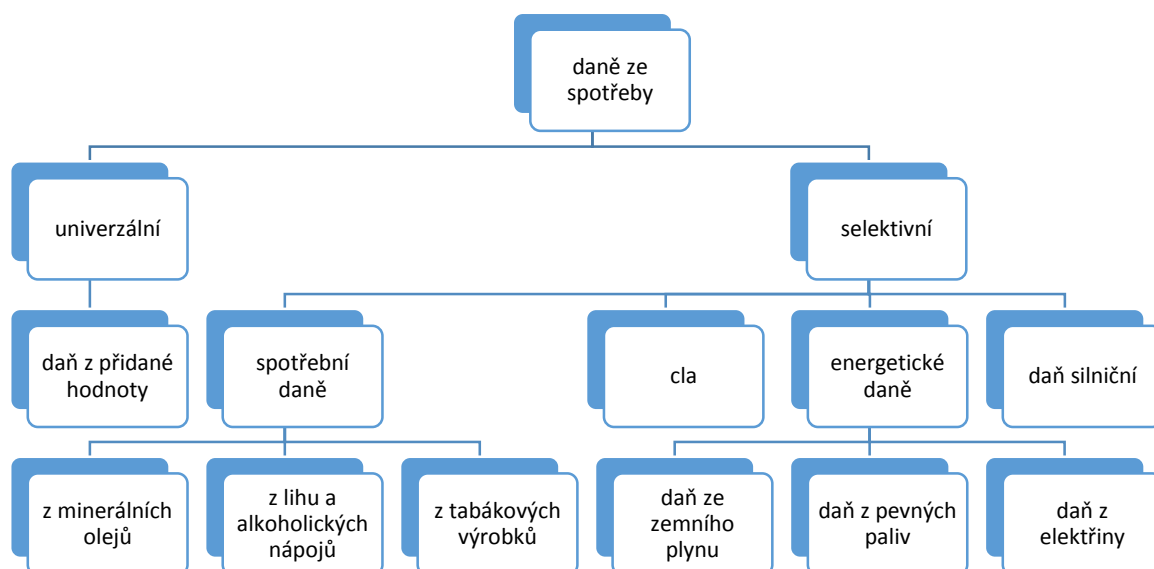 daně ze
spotřeby
univerzální
selektivní
daň z přidané
hodnoty
spotřební
daně
cla
energetické
daně
daň silniční
z minerálních
olejů
z lihu a
alkoholických
nápojů
z tabákových
výrobků
daň ze
zemního
plynu
daň z pevných
paliv
daň z
elektřiny